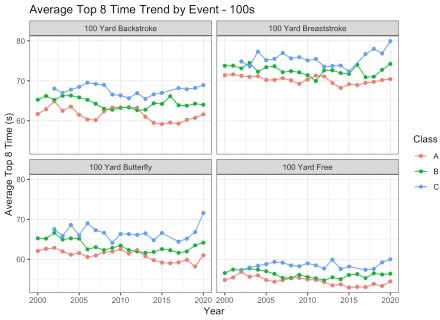 Average Top 8 Time Trend by Event - 100s
100 Yard Backstroke
100 Yard Breaststroke
80
70
60
100 Yard Butterfly
100 Yard Free
80
70
60
2000 2005 2010 2015 2020
2000 2005 2010 2015 2020
Year
Average Top 8 Time (s)
Class
A
B
C